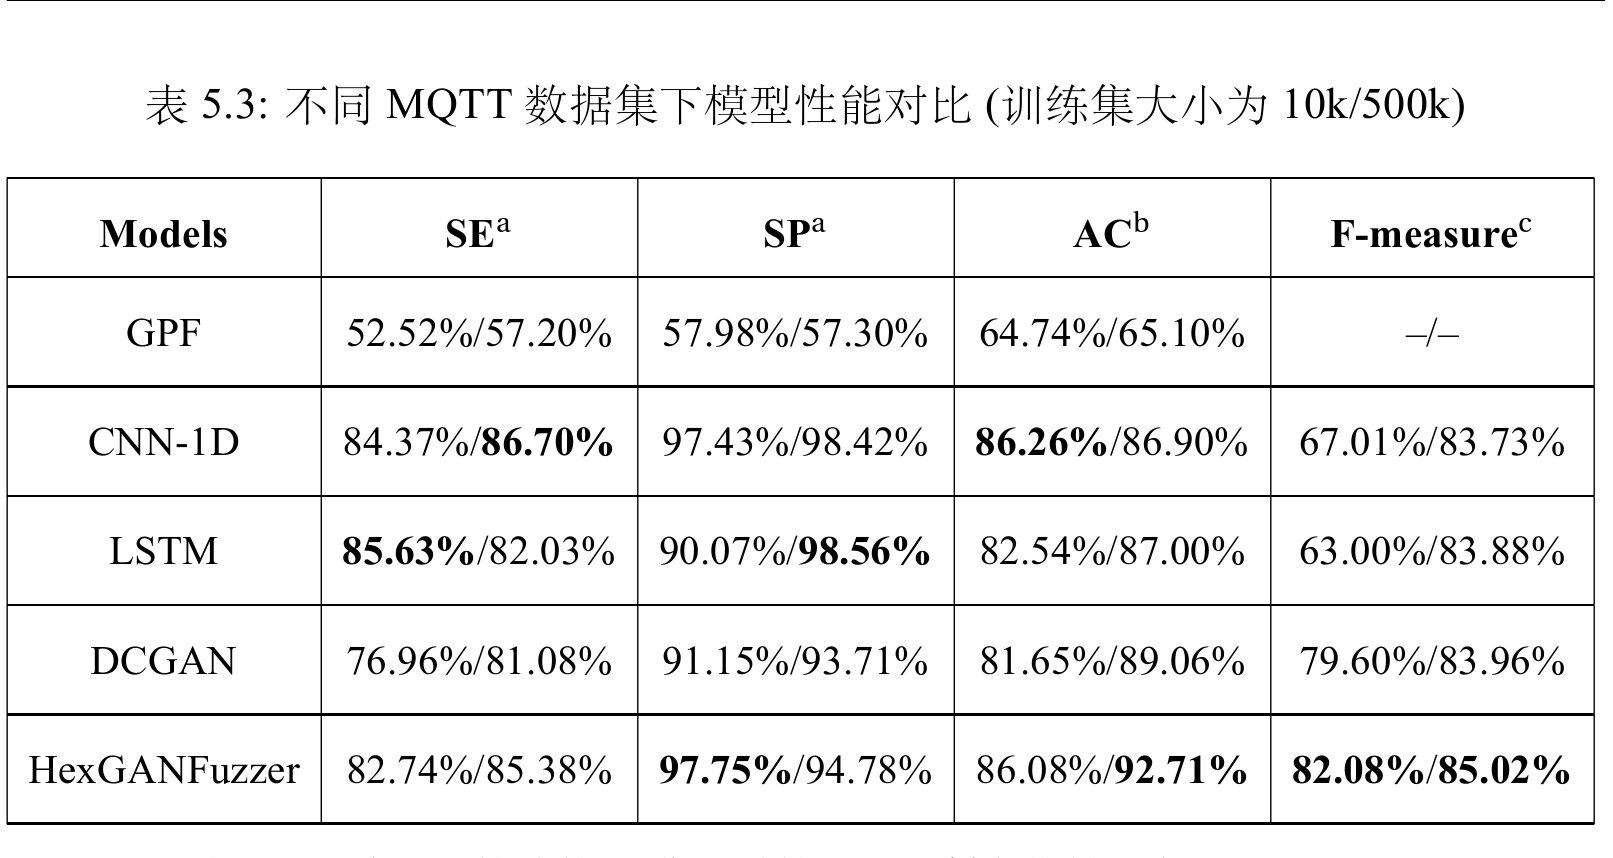 表 5.3: 不同 MQTT 数据集下模型性能对比 (训练集大小为 10k/500k)
Models SEᵃ SPᵃ ACᵇ F-measureᶜ
GPF 52.52%/57.20% 57.98%/57.30% 64.74%/65.10% –/–
CNN-1D 84.37%/86.70% 97.43%/98.42% 86.26%/86.90% 67.01%/83.73%
LSTM 85.63%/82.03% 90.07%/98.56% 82.54%/87.00% 63.00%/83.88%
DCGAN 76.96%/81.08% 91.15%/93.71% 81.65%/89.06% 79.60%/83.96%
HexGANFuzzer 82.74%/85.38% 97.75%/94.78% 86.08%/92.71% 82.08%/85.02%